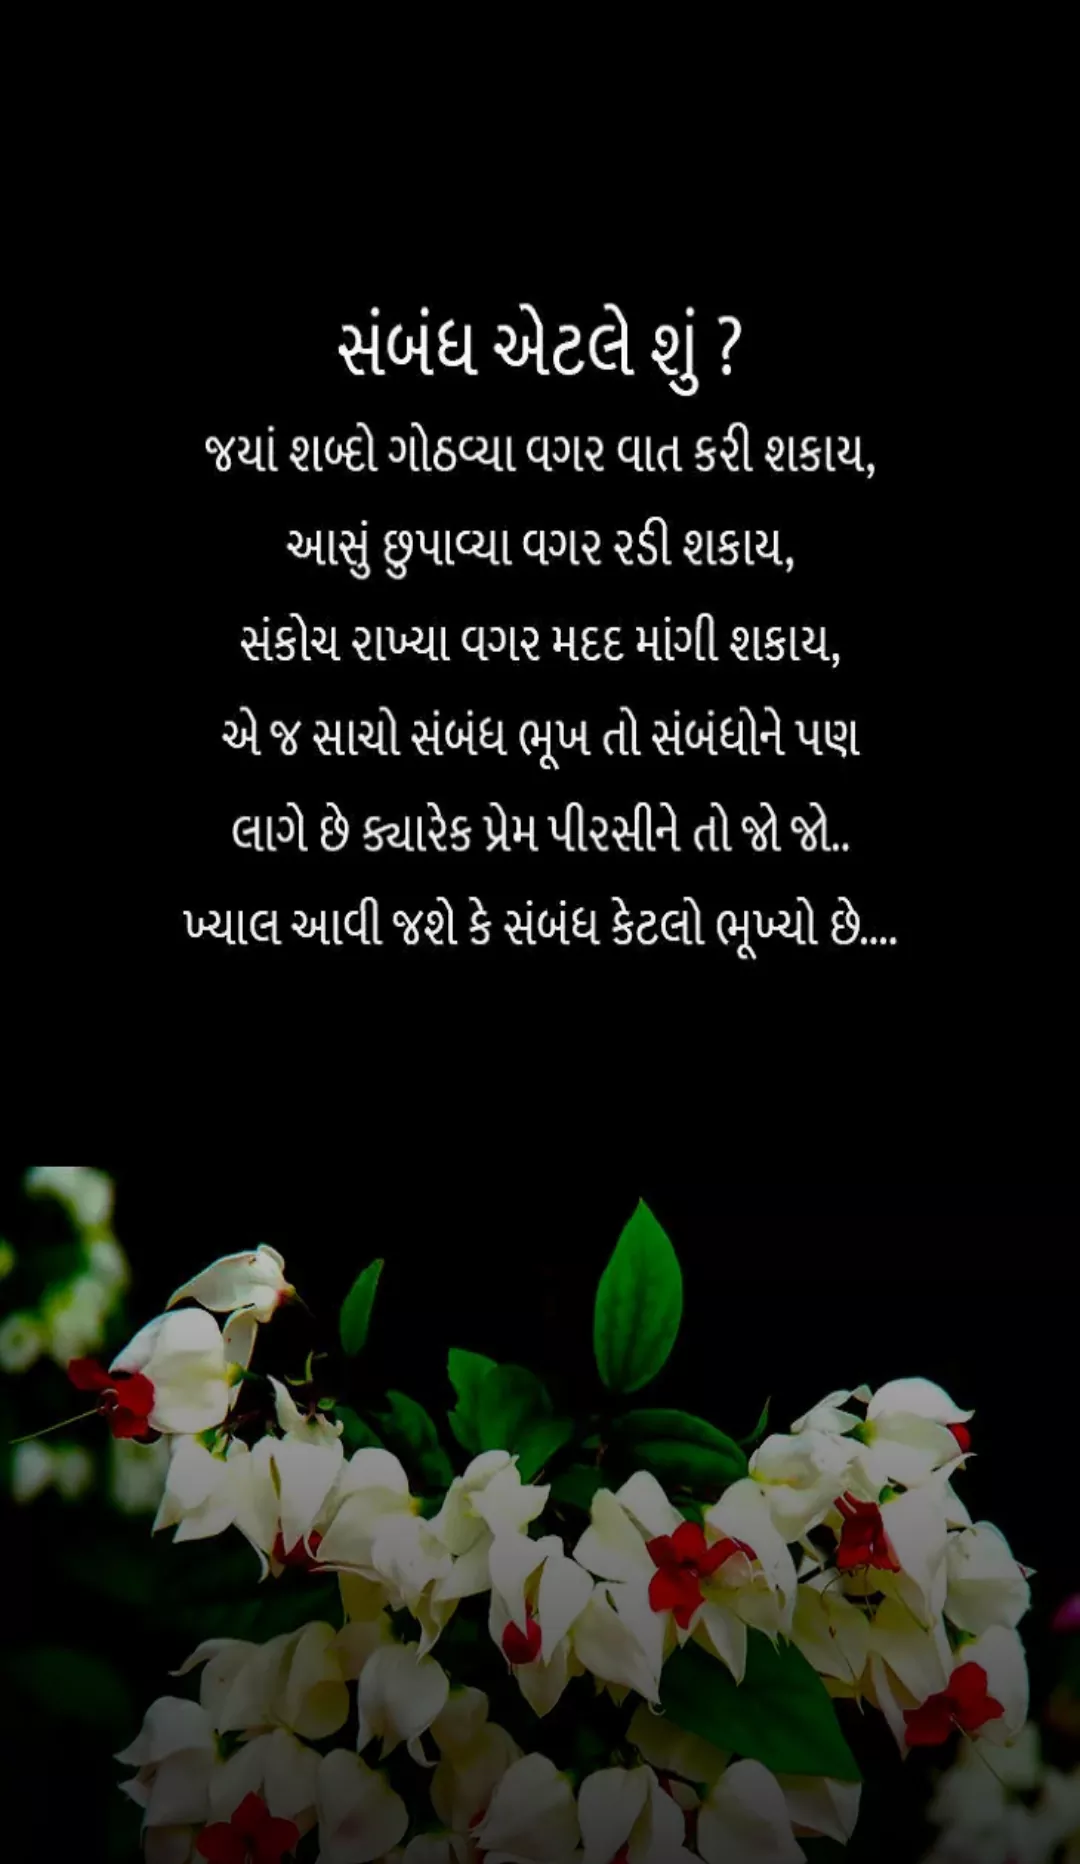 સંબંધ એટલે શું ?
જયાં શબ્દો ગોઠવ્યા વગર વાત કરી શકાય,
આસું છુપાવ્યા વગર રડી શકાય,
સંકોચ રાખ્યા વગર મદદ માંગી શકાય,
એ જ સાચો સંબંધ ભૂખ તો સંબંધોને પણ
લાગે છે ક્યારેક પ્રેમ પીરસીને તો જો જો..
ખ્યાલ આવી જશે કે સંબંધ કેટલો ભૂખ્યો છે....